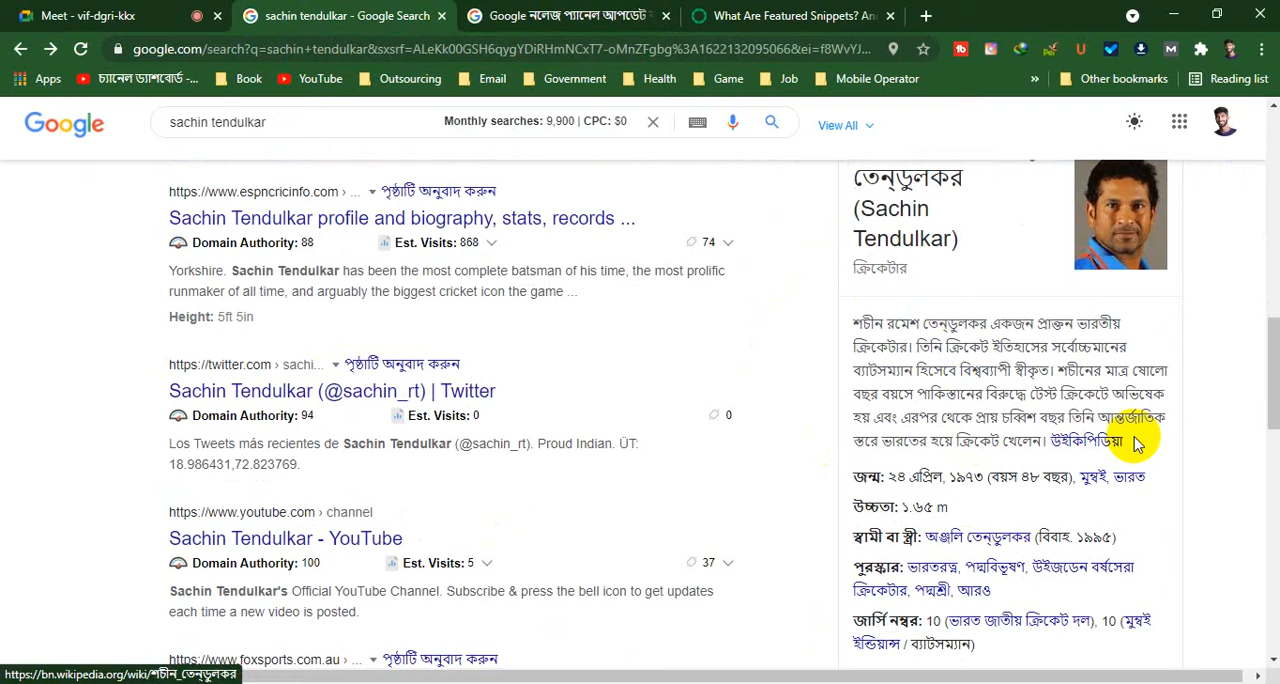 Meet - vif-dgri-kkx
sachin tendulkar - Google Search
Google নলেজ প্যানেল আপডেট
What Are Featured Snippets? An
google.com/search?q=sachin+tendulkar&sxsrf=ALeKk00GSH6qygYDiRHmNCxT7-oMnZFgbg%3A1622132095066&ei=f8WvYJ...
Apps
চ্যানেল ড্যাশবোর্ড -...
Book
YouTube
Outsourcing
Email
Government
Health
Game
Job
Mobile Operator
»
Other bookmarks
Reading list
Google
sachin tendulkar
Monthly searches: 9,900 | CPC: $0
View All
https://www.espncricinfo.com › ... পৃষ্ঠাটি অনুবাদ করুন
Sachin Tendulkar profile and biography, stats, records ...
Domain Authority: 88 Est. Visits: 868 74
Yorkshire. Sachin Tendulkar has been the most complete batsman of his time, the most prolific
runmaker of all time, and arguably the biggest cricket icon the game ...
Height: 5ft 5in
https://twitter.com › sachi... পৃষ্ঠাটি অনুবাদ করুন
Sachin Tendulkar (@sachin_rt) | Twitter
Domain Authority: 94 Est. Visits: 0 0
Los Tweets más recientes de Sachin Tendulkar (@sachin_rt). Proud Indian. ÜT:
18.986431,72.823769.
https://www.youtube.com › channel
Sachin Tendulkar - YouTube
Domain Authority: 100 Est. Visits: 5 37
Sachin Tendulkar's Official YouTube Channel. Subscribe & press the bell icon to get updates
each time a new video is posted.
https://www.foxsports.com.au › ... পৃষ্ঠাটি অনুবাদ করুন
তেন্ডুলকর
(Sachin
Tendulkar)
ক্রিকেটার
শচীন রমেশ তেন্ডুলকর একজন প্রাক্তন ভারতীয়
ক্রিকেটার। তিনি ক্রিকেট ইতিহাসের সর্বোচ্চমানের
ব্যাটসম্যান হিসেবে বিশ্বব্যাপী স্বীকৃত। শচীনের মাত্র ষোলো
বছর বয়সে পাকিস্তানের বিরুদ্ধে টেস্ট ক্রিকেটে অভিষেক
হয় এবং এরপর থেকে প্রায় চব্বিশ বছর তিনি আন্তর্জাতিক
স্তরে ভারতের হয়ে ক্রিকেট খেলেন। উইকিপিডিয়া
জন্ম: ২৪ এপ্রিল, ১৯৭৩ (বয়স ৪৮ বছর), মুম্বই, ভারত
উচ্চতা: ১.৬৫ m
স্বামী বা স্ত্রী: অঞ্জলি তেন্ডুলকর (বিবাহ. ১৯৯৫)
পুরস্কার: ভারতরত্ন, পদ্মবিভূষণ, উইজডেন বর্ষসেরা
ক্রিকেটার, পদ্মশ্রী, আরও
জার্সি নম্বর: 10 (ভারত জাতীয় ক্রিকেট দল), 10 (মুম্বই
ইন্ডিয়ান্স / ব্যাটসম্যান)
https://bn.wikipedia.org/wiki/শচীন_তেন্ডুলকর